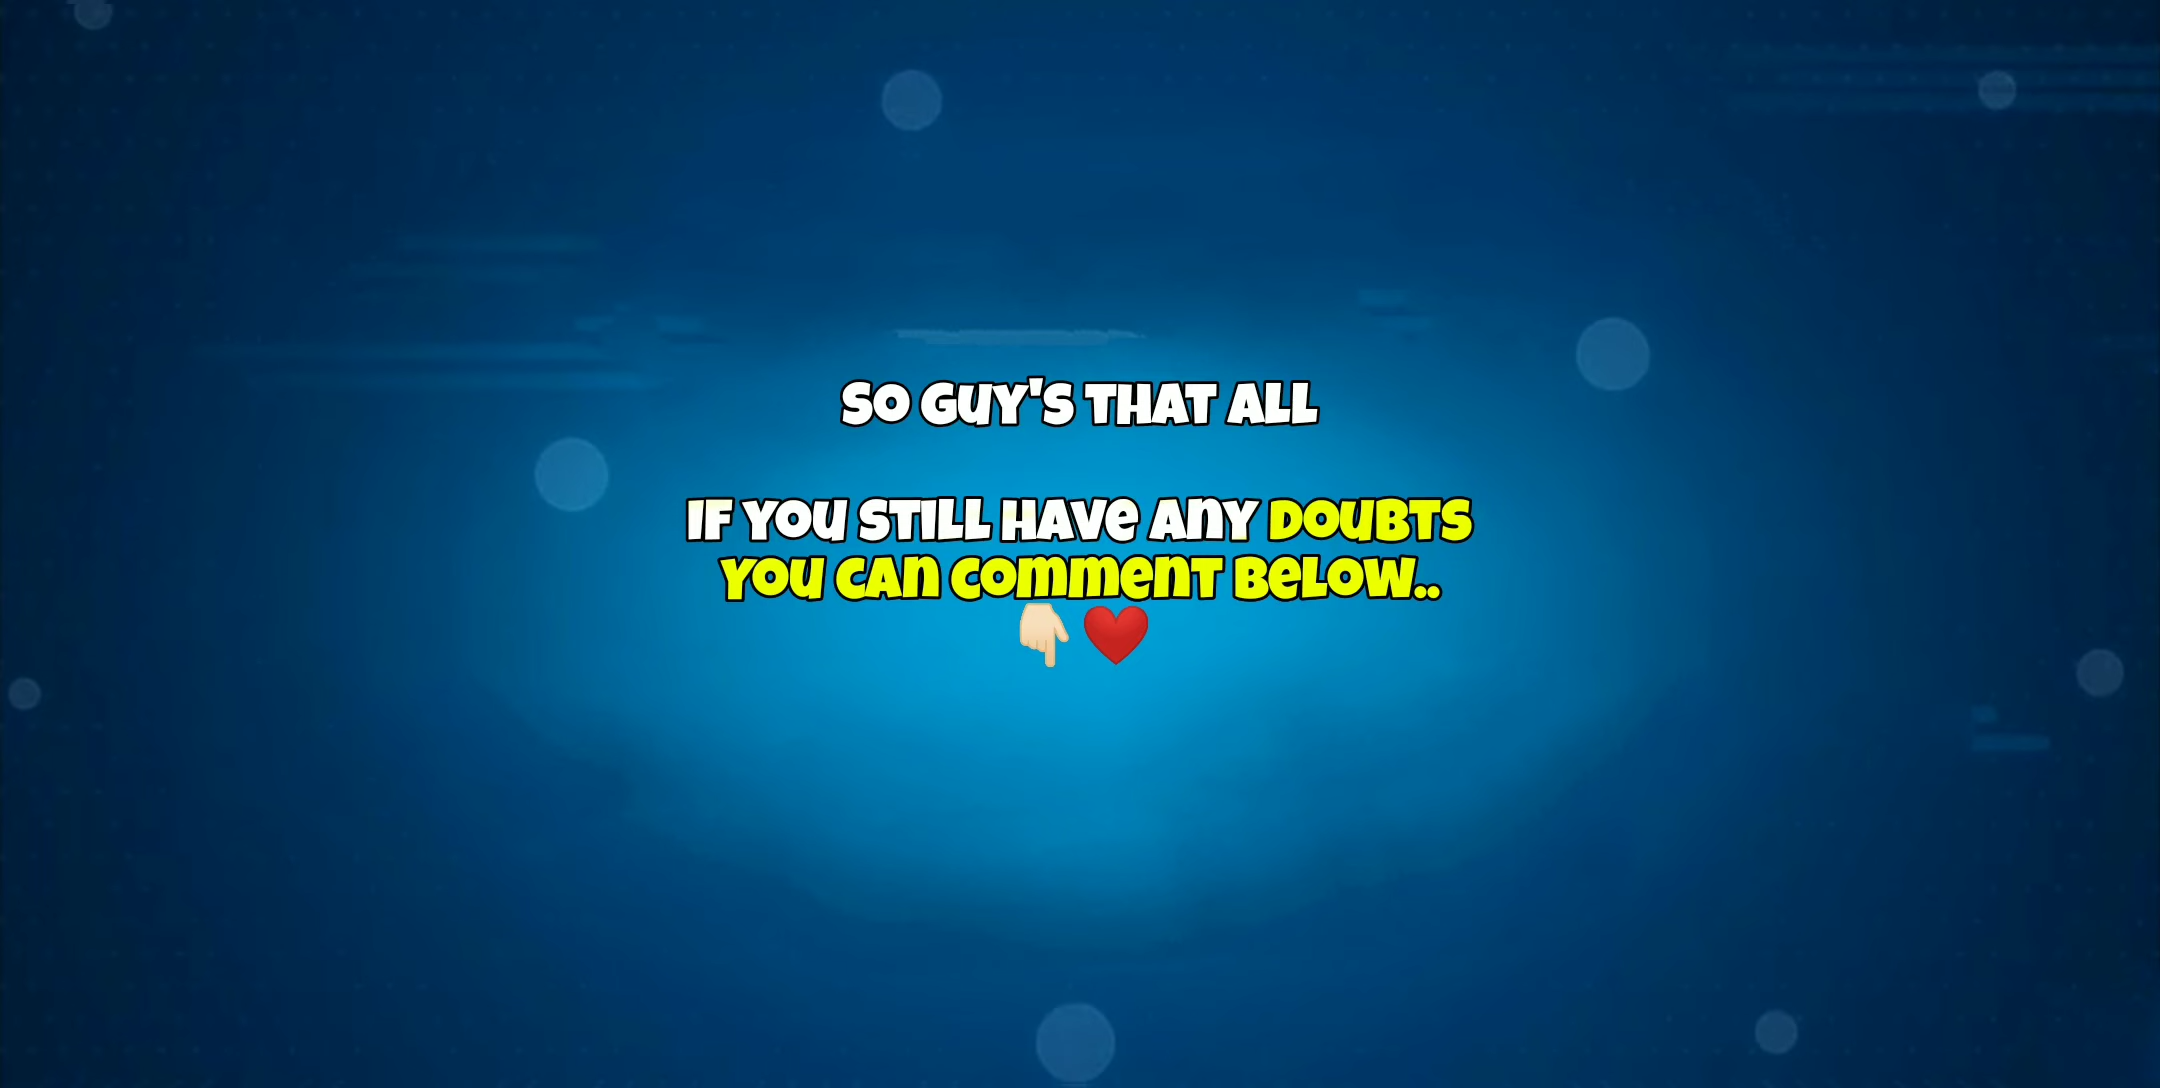 SO GUY'S THAT ALL
IF YOU STILL HAVE ANY DOUBTS
YOU CAN COMMENT BELOW..
👇🏻❤️